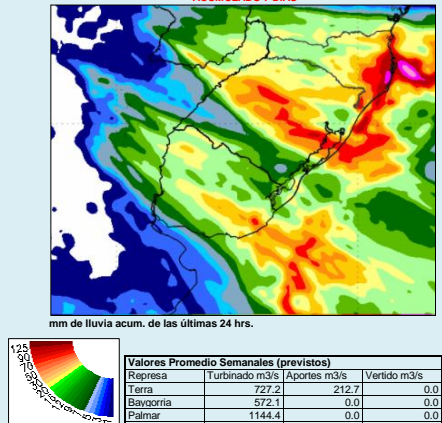 mm de lluvia acum. de las últimas 24 hrs.
125
90
Valores Promedio Semanales (previstos)
Represa Turbinado m3/s Aportes m3/s Vertido m3/s
Terra 727.2 212.7 0.0
Baygorria 572.1 0.0 0.0
Palmar 1144.4 0.0 0.0